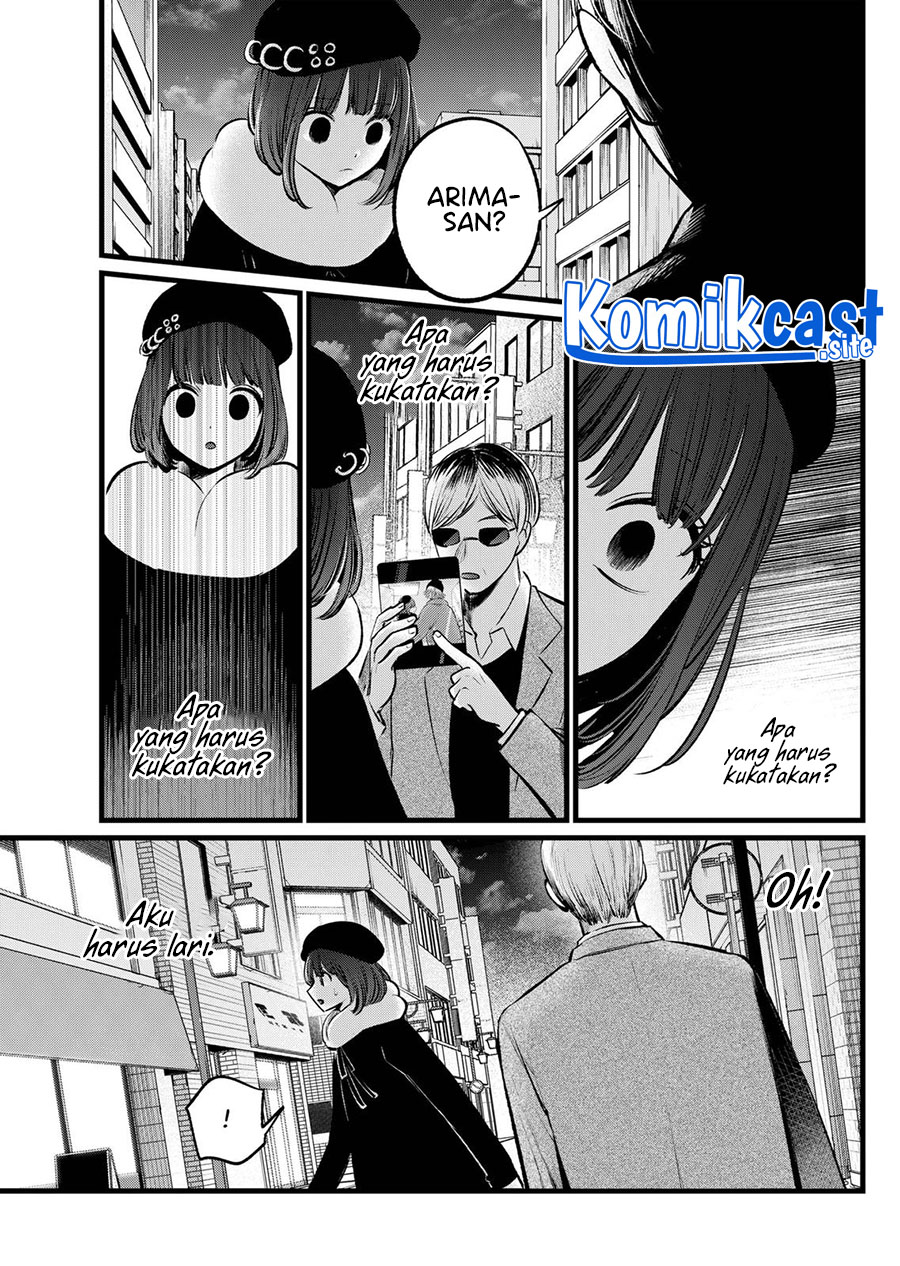 ARIMA-
SAN?
Komikcast
.site
Apa
yang harus
kukatakan?
Apa
yang harus
kukatakan?
Apa
yang harus
kukatakan?
Oh!
Aku
harus lari.
!